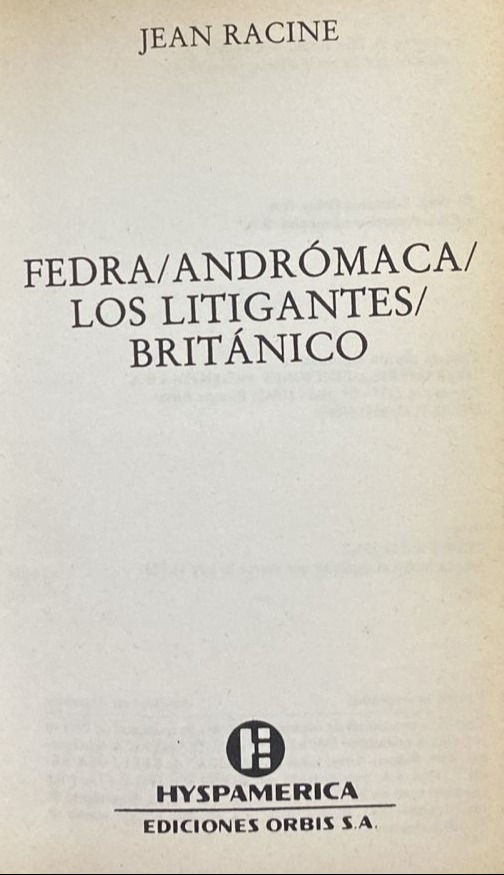 JEAN RACINE
FEDRA/ANDRÓMACA/
LOS LITIGANTES/
BRITÁNICO
HYSPAMERICA
EDICIONES ORBIS S.A.